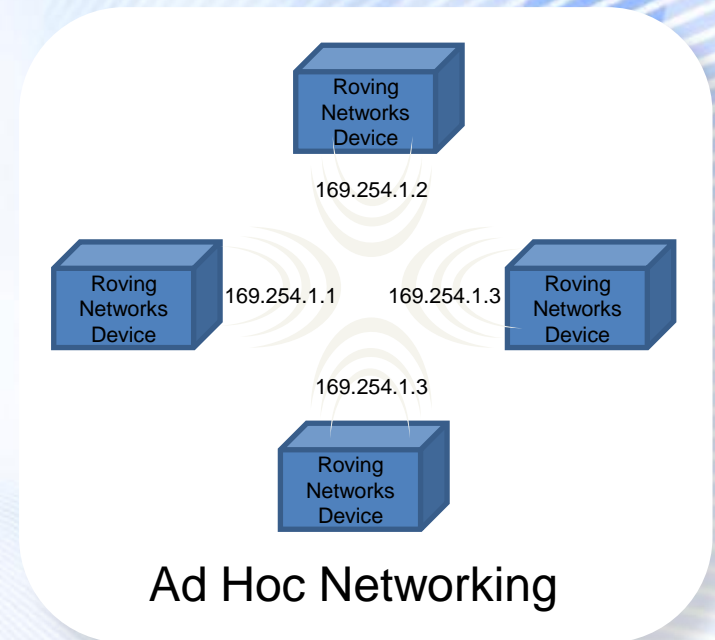 Roving
Networks
Device
169.254.1.2
Roving
Networks
Device
169.254.1.1
169.254.1.3
Roving
Networks
Device
169.254.1.3
Roving
Networks
Device
Ad Hoc Networking